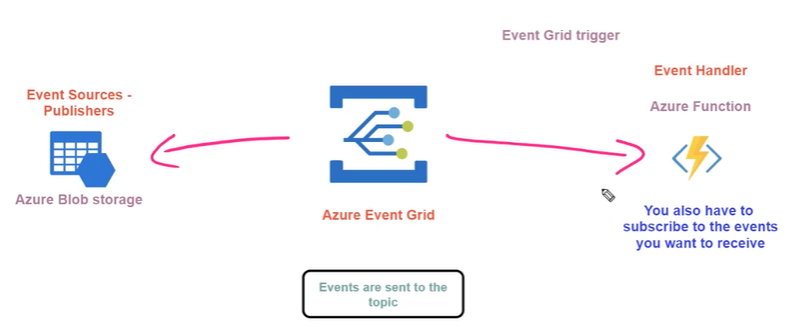 Event Grid trigger
Event Sources -
Publishers
Event Handler
Azure Function
Azure Blob storage
Azure Event Grid
You also have to
subscribe to the events
you want to receive
Events are sent to the
topic